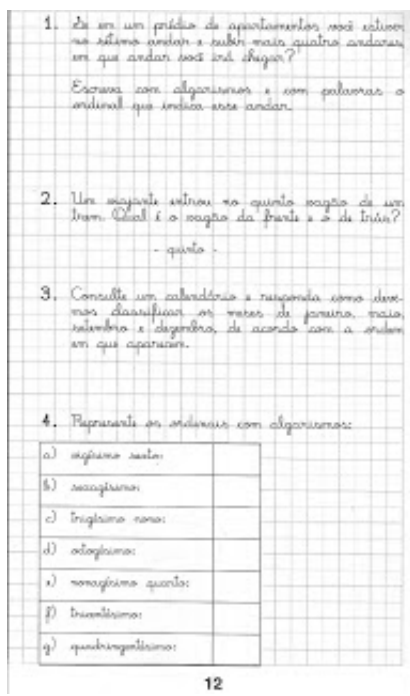 1. Se em um prédio de apartamentos você estiver
no sétimo andar e subir mais quatro andares,
em que andar você irá chegar?
Escreva com algarismos e com palavras o
ordinal que indica esse andar.
2. Um viajante entrou no quinto vagão de um
trem. Qual é o vagão da frente e o de trás?
- quinto -
3. Consulte um calendário e responda como deve-
mos classificar os meses de janeiro, maio,
setembro e dezembro, de acordo com a ordem
em que aparecem.
4. Represente os ordinais com algarismos:
a) vigésimo sexto:
b) sexagésimo:
c) trigésimo nono:
d) octogésimo:
e) nonagésimo quarto:
f) trecentésimo:
g) quadringentésimo:
12